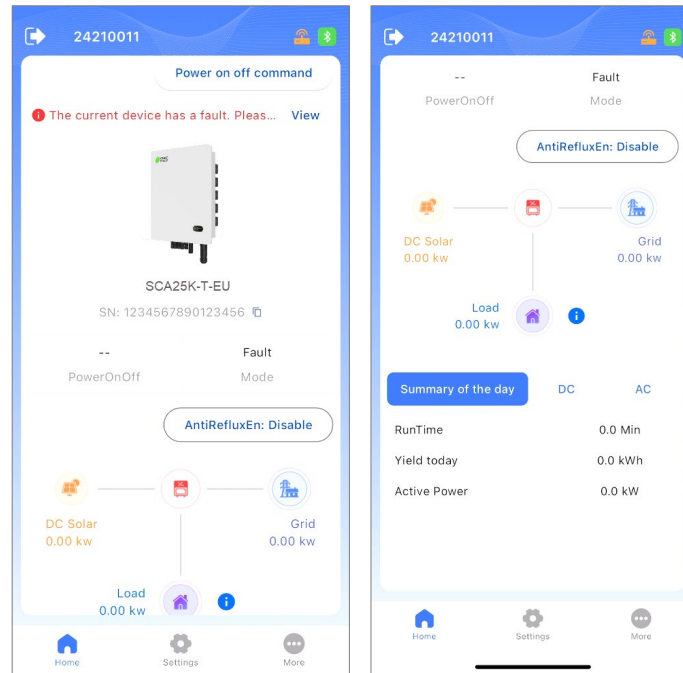 24210011
Power on off command
The current device has a fault. Pleas... View
SCA25K-T-EU
SN: 1234567890123456
-- Fault
PowerOnOff Mode
AntiRefluxEn: Disable
DC Solar Grid
0.00 kw 0.00 kw
Load
0.00 kw
Home Settings More
24210011
-- Fault
PowerOnOff Mode
AntiRefluxEn: Disable
DC Solar Grid
0.00 kw 0.00 kw
Load
0.00 kw
Summary of the day DC AC
RunTime 0.0 Min
Yield today 0.0 kWh
Active Power 0.0 kW
Home Settings More